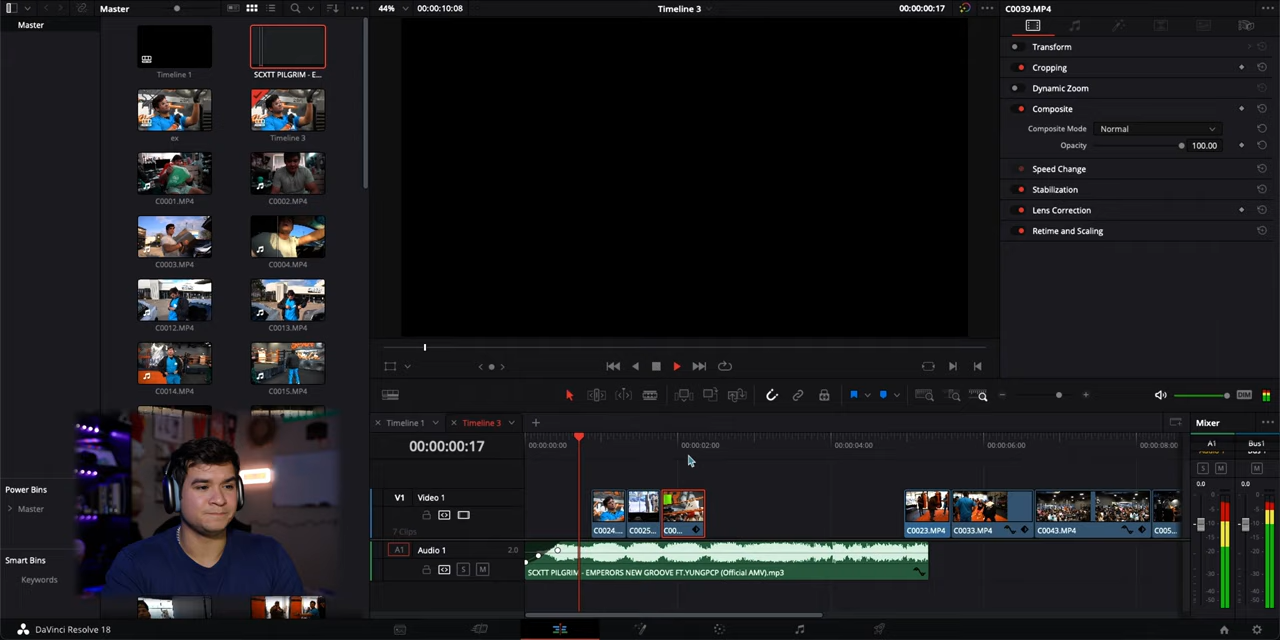 Master
44%
00:00:10:08
Timeline 3
00:00:00:17
C0039.MP4
Master
Timeline 1
SCXTT PILGRIM - E...
ex
Timeline 3
C0001.MP4
C0002.MP4
C0003.MP4
C0004.MP4
C0012.MP4
C0013.MP4
C0014.MP4
C0015.MP4
Transform
Cropping
Dynamic Zoom
Composite
Composite Mode
Normal
Opacity
100.00
Speed Change
Stabilization
Lens Correction
Retime and Scaling
DIM
Timeline 1
Timeline 3
Mixer
00:00:00:17
00:00:00:00
00:00:02:00
00:00:04:00
00:00:06:00
00:00:08:00
A1
Bus1
Audio 1
Bus 1
S
M
M
0.0
0.0
V1
Video 1
7 Clips
C0024...
C0025...
C00...
C0023.MP4
C0033.MP4
C0043.MP4
C005...
A1
Audio 1
2.0
S
M
SCXTT PILGRIM - EMPERORS NEW GROOVE FT.YUNGPCP (Official AMV).mp3
Power Bins
Master
Smart Bins
Keywords
DaVinci Resolve 18